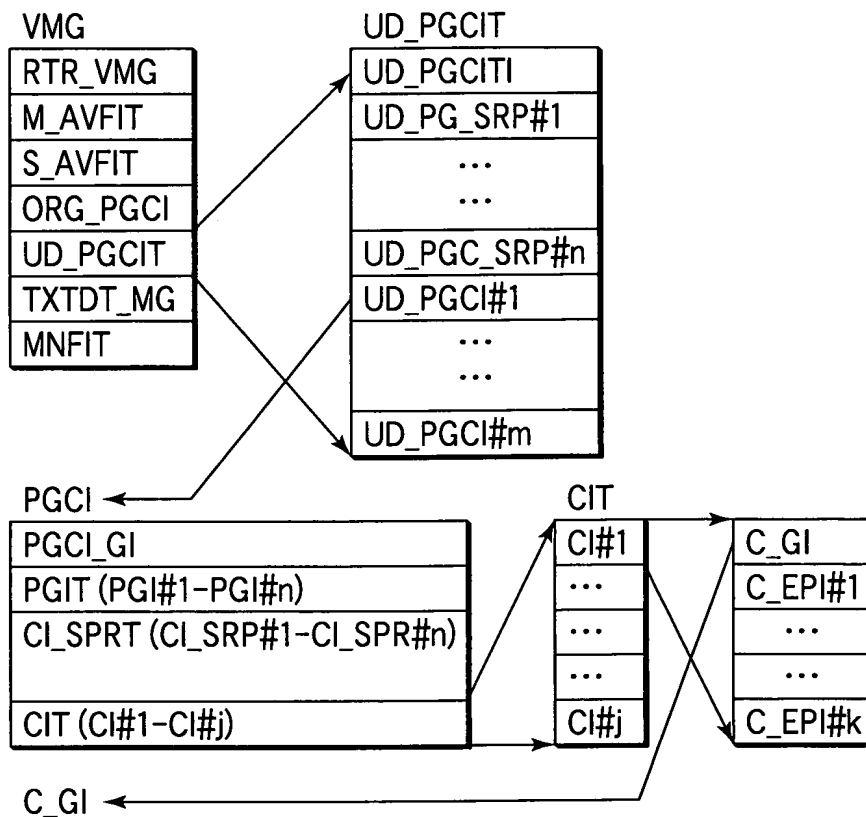 VMG
RTR_VMG
M_AVFIT
S_AVFIT
ORG_PGCI
UD_PGCIT
TXTDT_MG
MNFIT
UD_PGCIT
UD_PGCITI
UD_PG_SRP#1
...
...
UD_PGC_SRP#n
UD_PGCI#1
...
...
UD_PGCI#m
PGCI
PGCI_GI
PGIT (PGI#1-PGI#n)
CI_SPRT (CI_SRP#1-CI_SPR#n)
CIT (CI#1-CI#j)
CIT
CI#1
...
...
...
CI#j
C_GI
C_EPI#1
...
...
C_EPI#k
C_GI